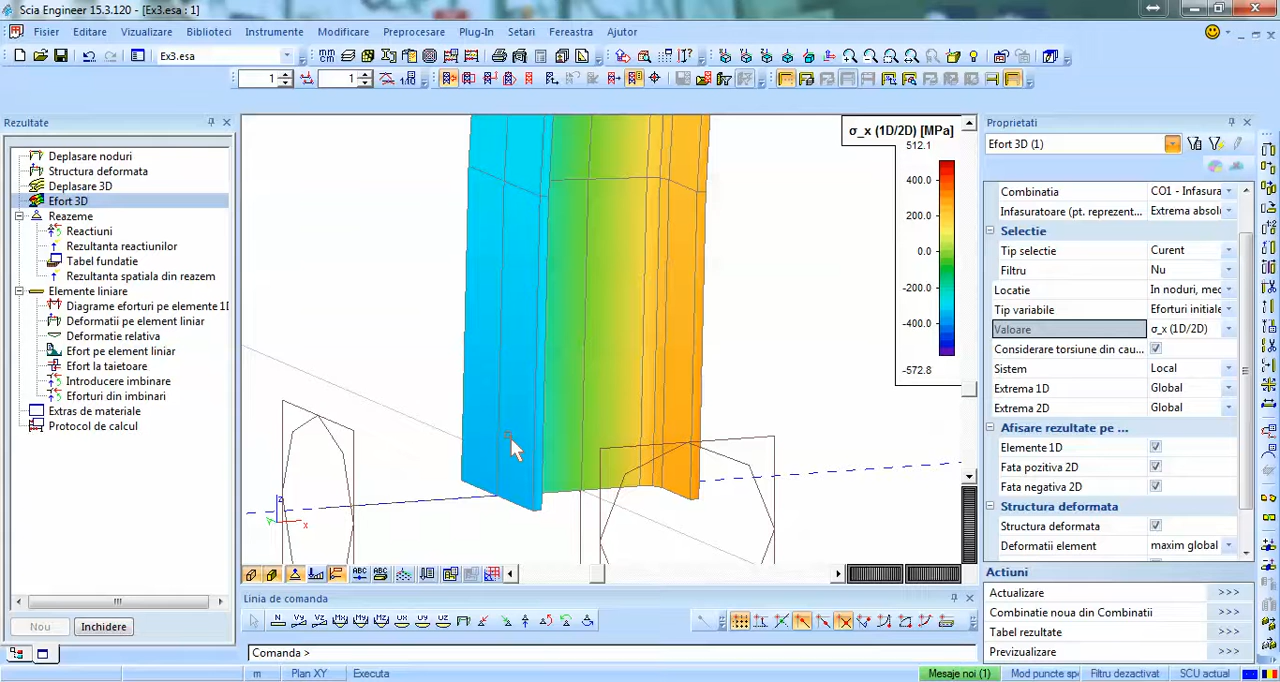 Scia Engineer 15.3.120 - [Ex3.esa : 1]
Fisier Editare Vizualizare Biblioteci Instrumente Modificare Preprocesare Plug-In Setari Fereastra Ajutor
Ex3.esa
1 1
Rezultate
Deplasare noduri
Structura deformata
Deplasare 3D
Efort 3D
Reazeme
Reactiuni
Rezultanta reactiunilor
Tabel fundatie
Rezultanta spatiala din reazem
Elemente liniare
Diagrame eforturi pe elemente 1D
Deformatii pe element liniar
Deformatie relativa
Efort pe element liniar
Efort la taietoare
Introducere imbinare
Eforturi din imbinari
Extras de materiale
Protocol de calcul
Nou Inchidere
σ_x (1D/2D) [MPa]
512.1
400.0
200.0
0.0
-200.0
-400.0
-572.8
z
Y
x
Proprietati
Efort 3D (1)
Combinatia CO1 - Infasura
Infasuratoare (pt. reprezent... Extrema absol
Selectie
Tip selectie Curent
Filtru Nu
Locatie In noduri, med
Tip variabile Eforturi initiale
Valoare σ_x (1D/2D)
Considerare torsiune din cau...
Sistem Local
Extrema 1D Global
Extrema 2D Global
Afisare rezultate pe ...
Elemente 1D
Fata pozitiva 2D
Fata negativa 2D
Structura deformata
Structura deformata
Deformatii element maxim global
Actiuni
Actualizare >>>
Combinatie noua din Combinatii >>>
Tabel rezultate >>>
Previzualizare >>>
Linia de comanda
Comanda >
m Plan XY Executa Mesaje noi (1) Mod puncte sp Filtru dezactivat SCU actual